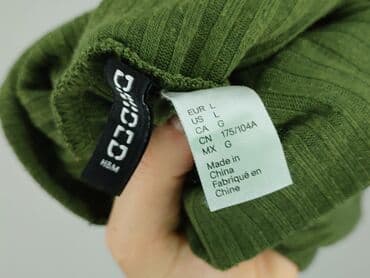 DIVIDED
H&M
EUR L
US L
CA G
CN 175/104A
MX G
Made in
China
Fabriqué en
Chine